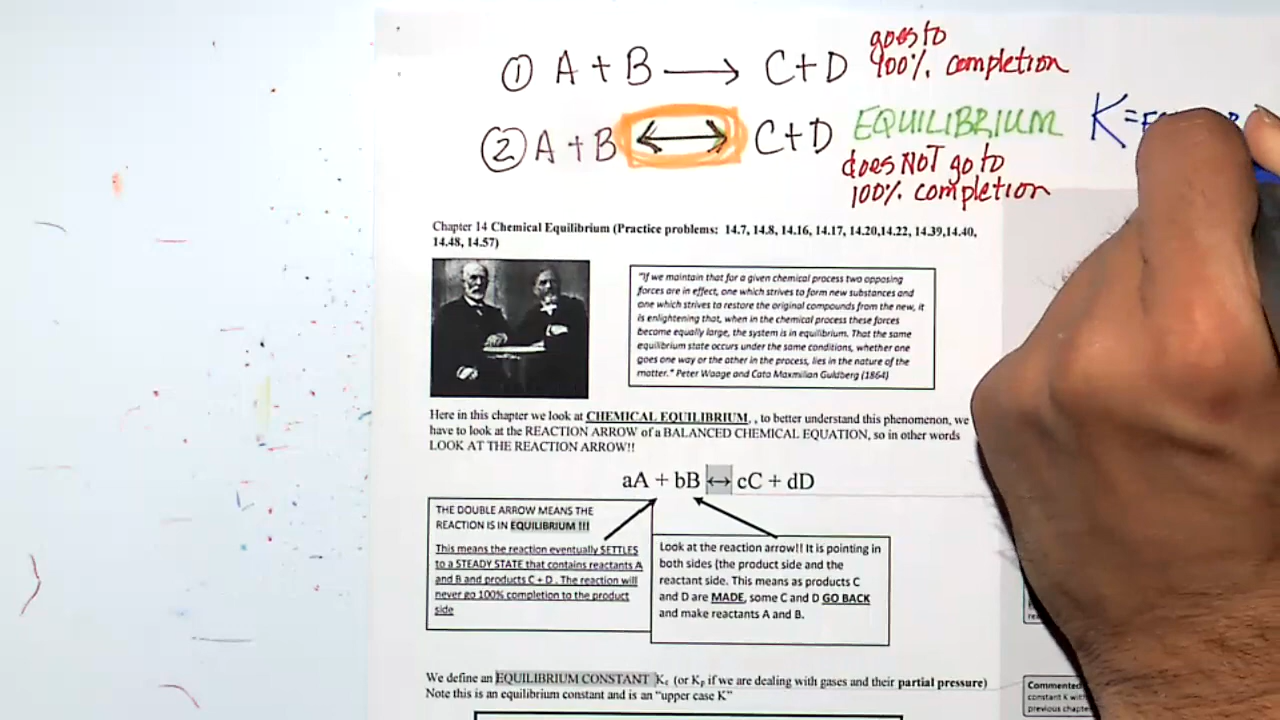 ① A + B ⟶ C + D goes to
100% completion
② A + B ⟷ C + D EQUILIBRIUM K =
does NOT go to
100% completion
Chapter 14 Chemical Equilibrium (Practice problems: 14.7, 14.8, 14.16, 14.17, 14.20,14.22, 14.39,14.40,
14.48, 14.57)
"If we maintain that for a given chemical process two opposing
forces are in effect, one which strives to form new substances and
one which strives to restore the original compounds from the new, it
is enlightening that, when in the chemical process these forces
become equally large, the system is in equilibrium. That the same
equilibrium state occurs under the same conditions, whether one
goes one way or the other in the process, lies in the nature of the
matter." Peter Waage and Cato Maxmilian Guldberg (1864)
Here in this chapter we look at CHEMICAL EQUILIBRIUM, , to better understand this phenomenon, we
have to look at the REACTION ARROW of a BALANCED CHEMICAL EQUATION, so in other words
LOOK AT THE REACTION ARROW!!
aA + bB ↔ cC + dD
THE DOUBLE ARROW MEANS THE
REACTION IS IN EQUILIBRIUM !!!
This means the reaction eventually SETTLES
to a STEADY STATE that contains reactants A
and B and products C + D . The reaction will
never go 100% completion to the product
side
Look at the reaction arrow!! It is pointing in
both sides (the product side and the
reactant side. This means as products C
and D are MADE, some C and D GO BACK
and make reactants A and B.
We define an EQUILIBRIUM CONSTANT Kc (or Kp if we are dealing with gases and their partial pressure)
Note this is an equilibrium constant and is an "upper case K"
Commented
constant K
previous